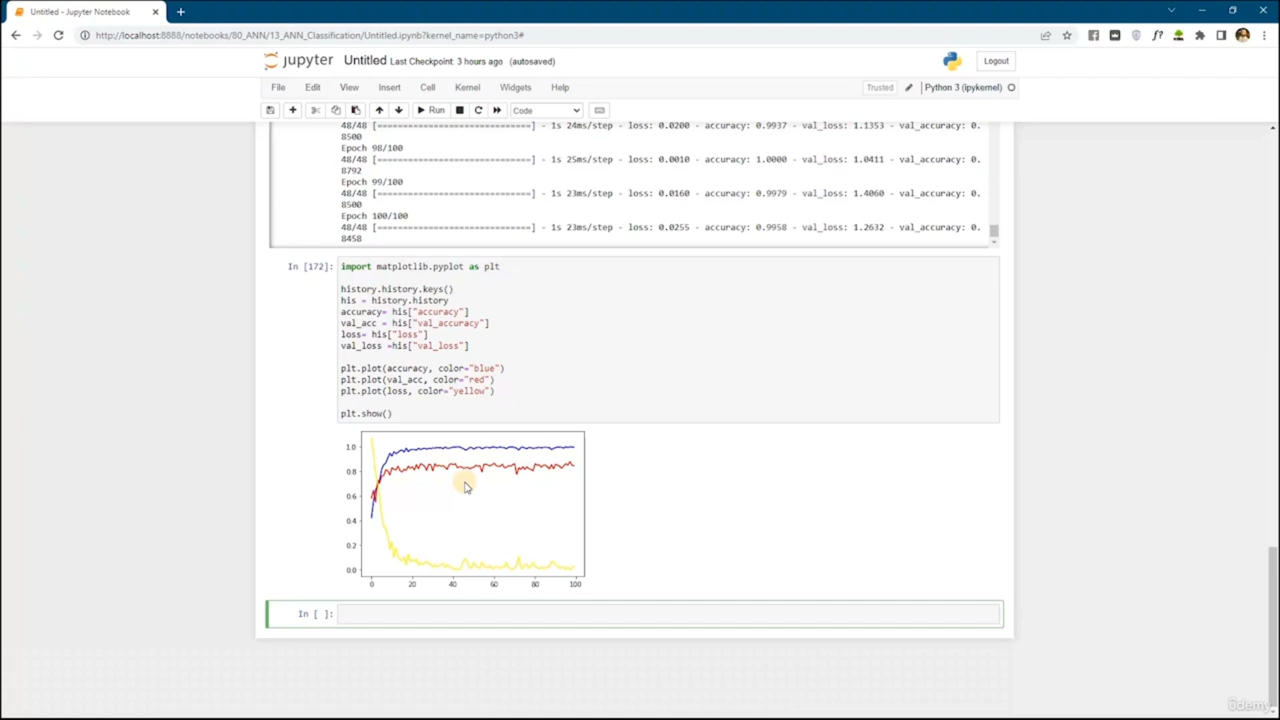 Untitled - Jupyter Notebook
http://localhost:8888/notebooks/80_ANN/13_ANN_Classification/Untitled.ipynb?kernel_name=python3#
jupyter Untitled Last Checkpoint: 3 hours ago (autosaved)
Logout
File Edit View Insert Cell Kernel Widgets Help
Trusted
Python 3 (ipykernel)
Run
Code
48/48 [==============================] - 1s 24ms/step - loss: 0.0200 - accuracy: 0.9937 - val_loss: 1.1353 - val_accuracy: 0.
8500
Epoch 98/100
48/48 [==============================] - 1s 25ms/step - loss: 0.0010 - accuracy: 1.0000 - val_loss: 1.0411 - val_accuracy: 0.
8792
Epoch 99/100
48/48 [==============================] - 1s 23ms/step - loss: 0.0160 - accuracy: 0.9979 - val_loss: 1.4060 - val_accuracy: 0.
8500
Epoch 100/100
48/48 [==============================] - 1s 23ms/step - loss: 0.0255 - accuracy: 0.9958 - val_loss: 1.2632 - val_accuracy: 0.
8458
In [172]: import matplotlib.pyplot as plt
history.history.keys()
his = history.history
accuracy= his["accuracy"]
val_acc = his["val_accuracy"]
loss= his["loss"]
val_loss =his["val_loss"]
plt.plot(accuracy, color="blue")
plt.plot(val_acc, color="red")
plt.plot(loss, color="yellow")
plt.show()
1.0
0.8
0.6
0.4
0.2
0.0
0 20 40 60 80 100
In [ ]:
ûdemy